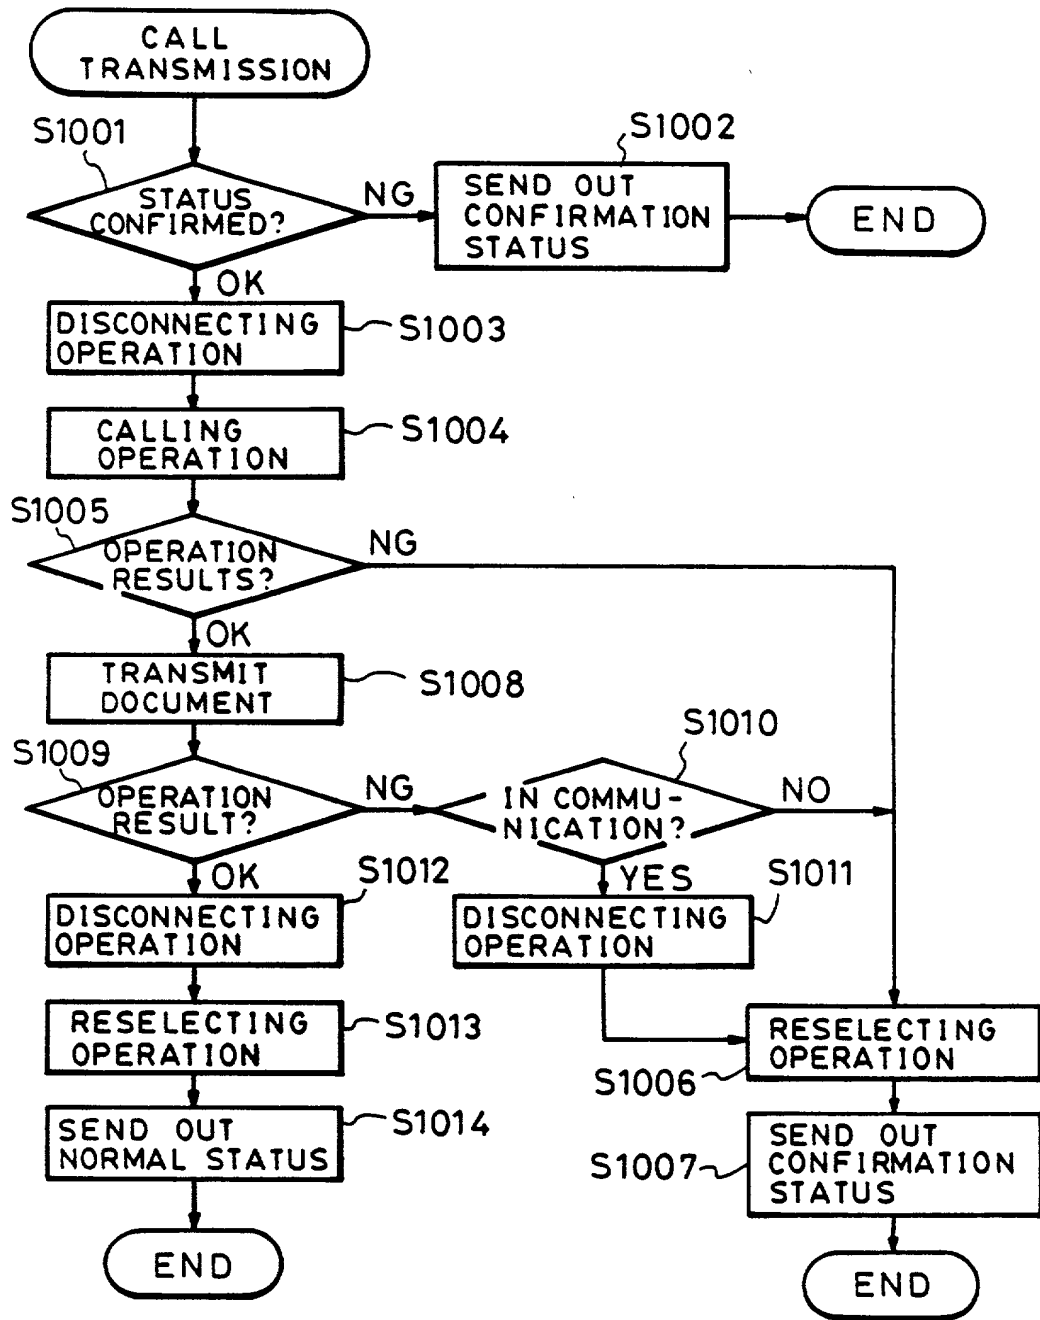 CALL
TRANSMISSION
S1001
STATUS
CONFIRMED?
NG
S1002
SEND OUT
CONFIRMATION
STATUS
END
OK
DISCONNECTING
OPERATION
S1003
CALLING
OPERATION
S1004
S1005
OPERATION
RESULTS?
NG
OK
TRANSMIT
DOCUMENT
S1008
S1009
OPERATION
RESULT?
NG
S1010
IN COMMU-
NICATION?
NO
OK
S1012
DISCONNECTING
OPERATION
YES
S1011
DISCONNECTING
OPERATION
RESELECTING
OPERATION
S1013
RESELECTING
OPERATION
S1006
SEND OUT
NORMAL STATUS
S1014
SEND OUT
CONFIRMATION
STATUS
S1007
END
END